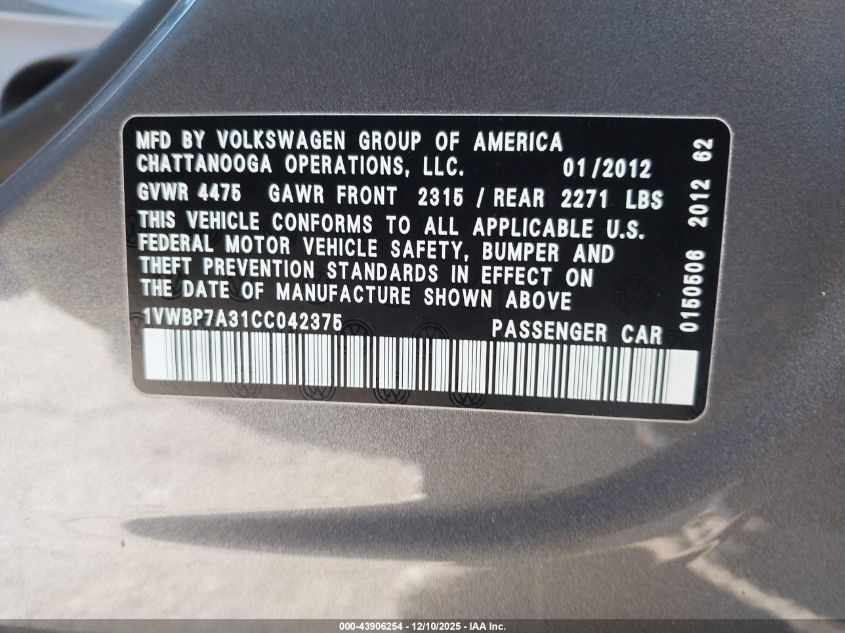 MFD BY VOLKSWAGEN GROUP OF AMERICA
CHATTANOOGA OPERATIONS, LLC. 01/2012
GVWR 4475 GAWR FRONT 2315 / REAR 2271 LBS
THIS VEHICLE CONFORMS TO ALL APPLICABLE U.S.
FEDERAL MOTOR VEHICLE SAFETY, BUMPER AND
THEFT PREVENTION STANDARDS IN EFFECT ON
THE DATE OF MANUFACTURE SHOWN ABOVE
1VWBP7A31CC042375 PASSENGER CAR
0150506 2012 62
000-43906254 - 12/10/2025 - IAA Inc.